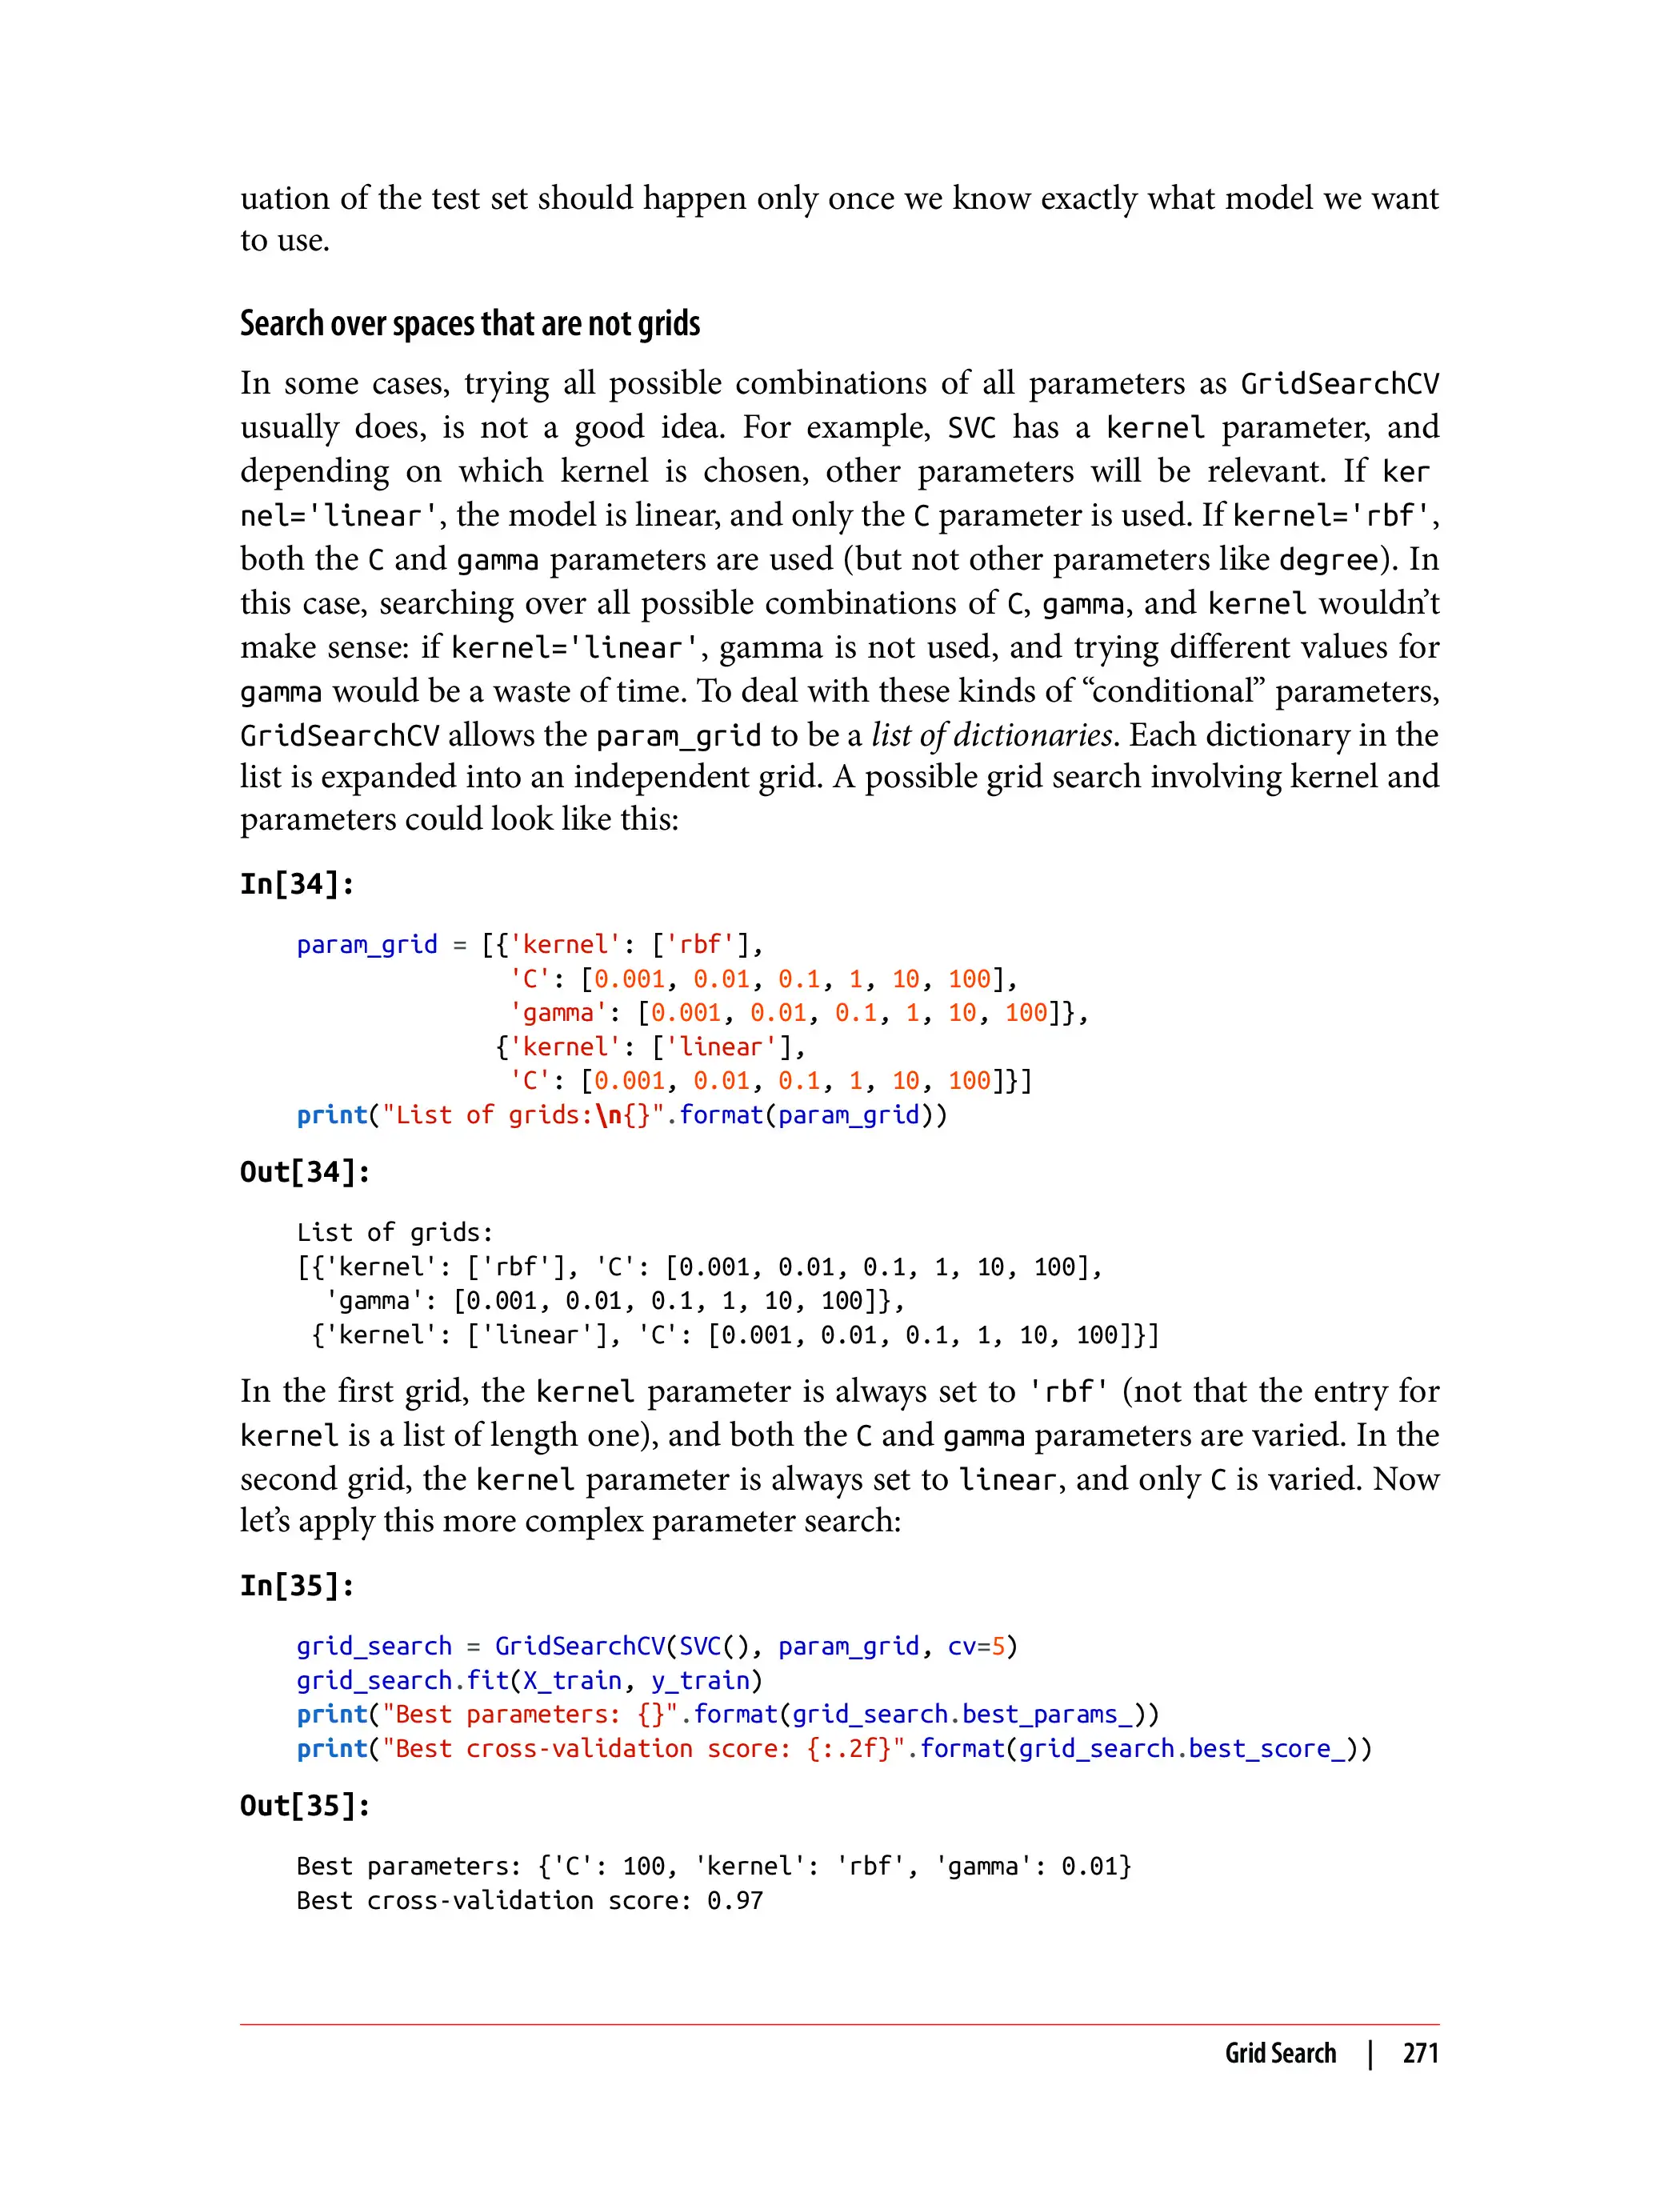 uation of the test set should happen only once we know exactly what model we want
to use.
Search over spaces that are not grids
In some cases, trying all possible combinations of all parameters as GridSearchCV
usually does, is not a good idea. For example, SVC has a kernel parameter, and
depending on which kernel is chosen, other parameters will be relevant. If ker
nel='linear', the model is linear, and only the C parameter is used. If kernel='rbf',
both the C and gamma parameters are used (but not other parameters like degree). In
this case, searching over all possible combinations of C, gamma, and kernel wouldn’t
make sense: if kernel='linear', gamma is not used, and trying different values for
gamma would be a waste of time. To deal with these kinds of “conditional” parameters,
GridSearchCV allows the param_grid to be a list of dictionaries. Each dictionary in the
list is expanded into an independent grid. A possible grid search involving kernel and
parameters could look like this:
In[34]:
param_grid = [{'kernel': ['rbf'],
'C': [0.001, 0.01, 0.1, 1, 10, 100],
'gamma': [0.001, 0.01, 0.1, 1, 10, 100]},
{'kernel': ['linear'],
'C': [0.001, 0.01, 0.1, 1, 10, 100]}]
print("List of grids:\n{}".format(param_grid))
Out[34]:
List of grids:
[{'kernel': ['rbf'], 'C': [0.001, 0.01, 0.1, 1, 10, 100],
'gamma': [0.001, 0.01, 0.1, 1, 10, 100]},
{'kernel': ['linear'], 'C': [0.001, 0.01, 0.1, 1, 10, 100]}]
In the first grid, the kernel parameter is always set to 'rbf' (not that the entry for
kernel is a list of length one), and both the C and gamma parameters are varied. In the
second grid, the kernel parameter is always set to linear, and only C is varied. Now
let’s apply this more complex parameter search:
In[35]:
grid_search = GridSearchCV(SVC(), param_grid, cv=5)
grid_search.fit(X_train, y_train)
print("Best parameters: {}".format(grid_search.best_params_))
print("Best cross-validation score: {:.2f}".format(grid_search.best_score_))
Out[35]:
Best parameters: {'C': 100, 'kernel': 'rbf', 'gamma': 0.01}
Best cross-validation score: 0.97
Grid Search | 271